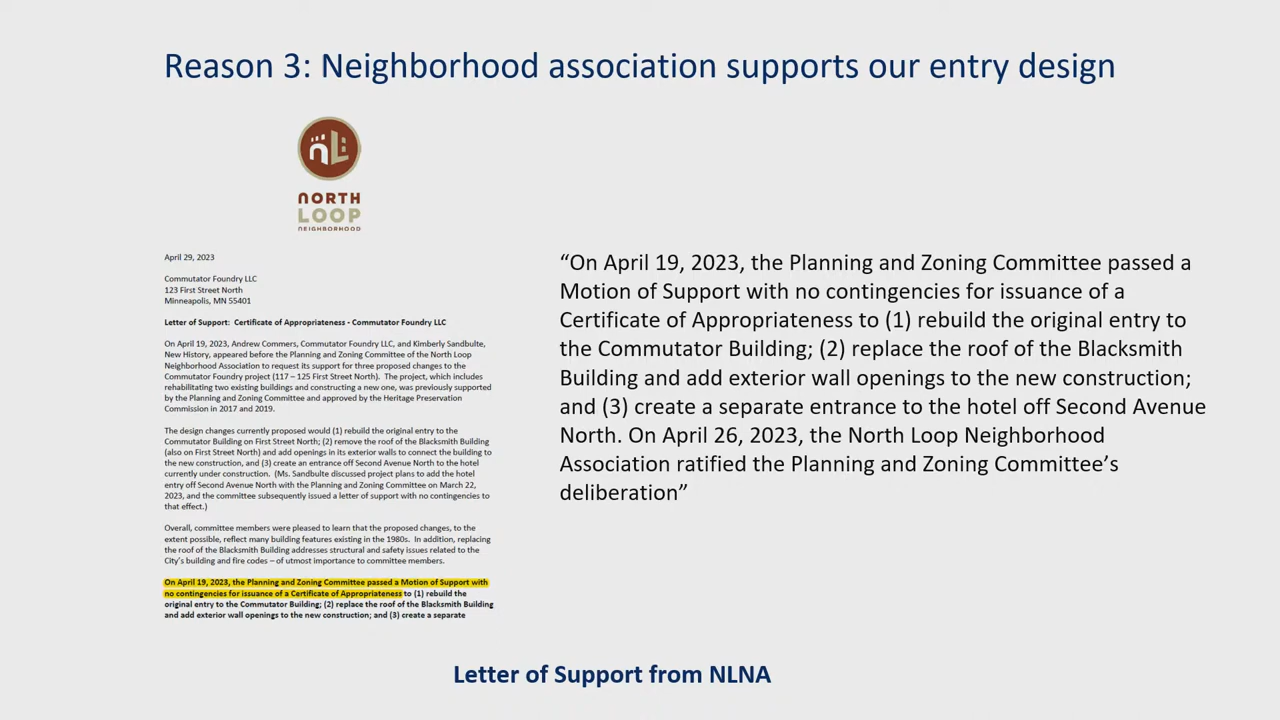 Reason 3: Neighborhood association supports our entry design
nL
NORTH
LOOP
NEIGHBORHOOD
April 29, 2023
Commutator Foundry LLC
123 First Street North
Minneapolis, MN 55401
Letter of Support:  Certificate of Appropriateness - Commutator Foundry LLC
On April 19, 2023, Andrew Commers, Commutator Foundry LLC, and Kimberly Sandbulte,
New History, appeared before the Planning and Zoning Committee of the North Loop
Neighborhood Association to request its support for three proposed changes to the
Commutator Foundry project (117 – 125 First Street North).  The project, which includes
rehabilitating two existing buildings and constructing a new one, was previously supported
by the Planning and Zoning Committee and approved by the Heritage Preservation
Commission in 2017 and 2019.
The design changes currently proposed would (1) rebuild the original entry to the
Commutator Building on First Street North; (2) remove the roof of the Blacksmith Building
(also on First Street North) and add openings in its exterior walls to connect the building to
the new construction, and (3) create an entrance off Second Avenue North to the hotel
currently under construction.  (Ms. Sandbulte discussed project plans to add the hotel
entry off Second Avenue North with the Planning and Zoning Committee on March 22,
2023, and the committee subsequently issued a letter of support with no contingencies to
that effect.)
Overall, committee members were pleased to learn that the proposed changes, to the
extent possible, reflect many building features existing in the 1980s.  In addition, replacing
the roof of the Blacksmith Building addresses structural and safety issues related to the
City's building and fire codes – of utmost importance to committee members.
On April 19, 2023, the Planning and Zoning Committee passed a Motion of Support with
no contingencies for issuance of a Certificate of Appropriateness to (1) rebuild the
original entry to the Commutator Building; (2) replace the roof of the Blacksmith Building
and add exterior wall openings to the new construction; and (3) create a separate
“On April 19, 2023, the Planning and Zoning Committee passed a
Motion of Support with no contingencies for issuance of a
Certificate of Appropriateness to (1) rebuild the original entry to
the Commutator Building; (2) replace the roof of the Blacksmith
Building and add exterior wall openings to the new construction;
and (3) create a separate entrance to the hotel off Second Avenue
North. On April 26, 2023, the North Loop Neighborhood
Association ratified the Planning and Zoning Committee’s
deliberation”
Letter of Support from NLNA